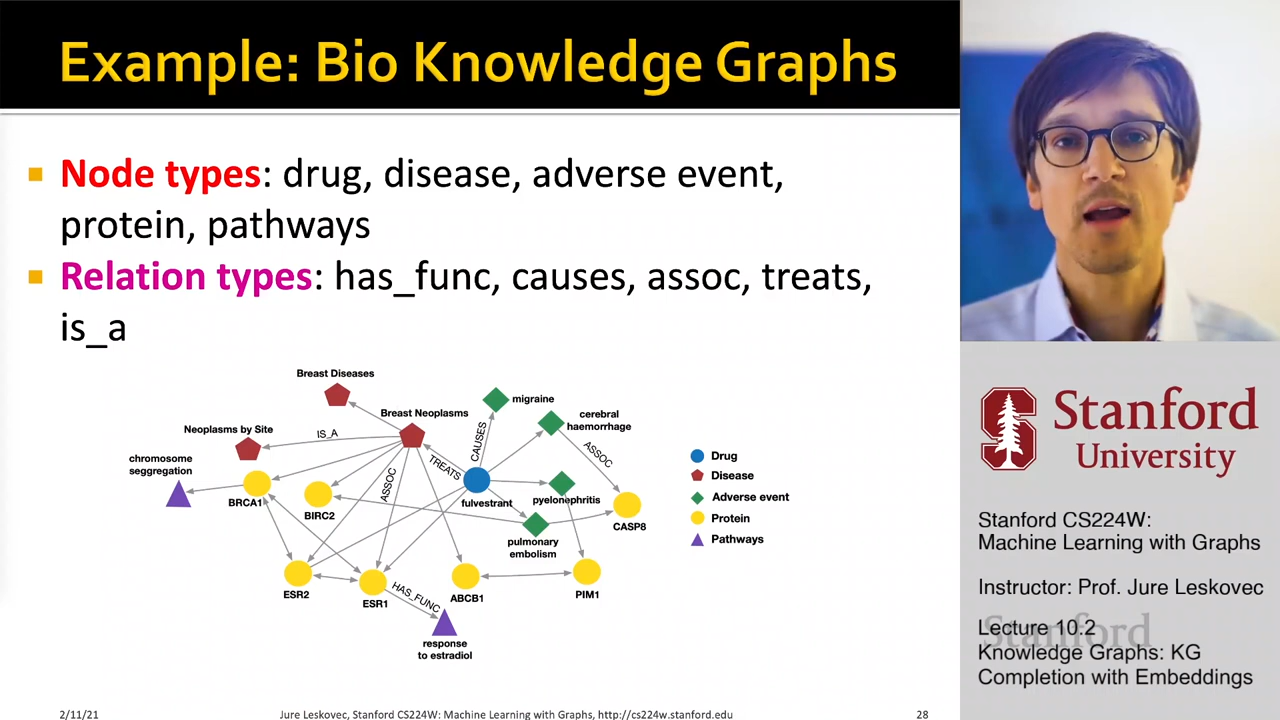 Example: Bio Knowledge Graphs
Node types: drug, disease, adverse event,
protein, pathways
Relation types: has_func, causes, assoc, treats,
is_a
Breast Diseases
migraine
Breast Neoplasms
cerebral
haemorrhage
Neoplasms by Site
IS_A
CAUSES
ASSOC
chromosome
seggregation
TREATS
ASSOC
BRCA1
BIRC2
fulvestrant
pyelonephritis
CASP8
pulmonary
embolism
ESR2
ESR1
HAS_FUNC
ABCB1
PIM1
response
to estradiol
Drug
Disease
Adverse event
Protein
Pathways
2/11/21
Jure Leskovec, Stanford CS224W: Machine Learning with Graphs, http://cs224w.stanford.edu
28
Stanford
University
Stanford CS224W:
Machine Learning with Graphs
Instructor: Prof. Jure Leskovec
Lecture 10.2
Stanford
Knowledge Graphs: KG
Completion with Embeddings